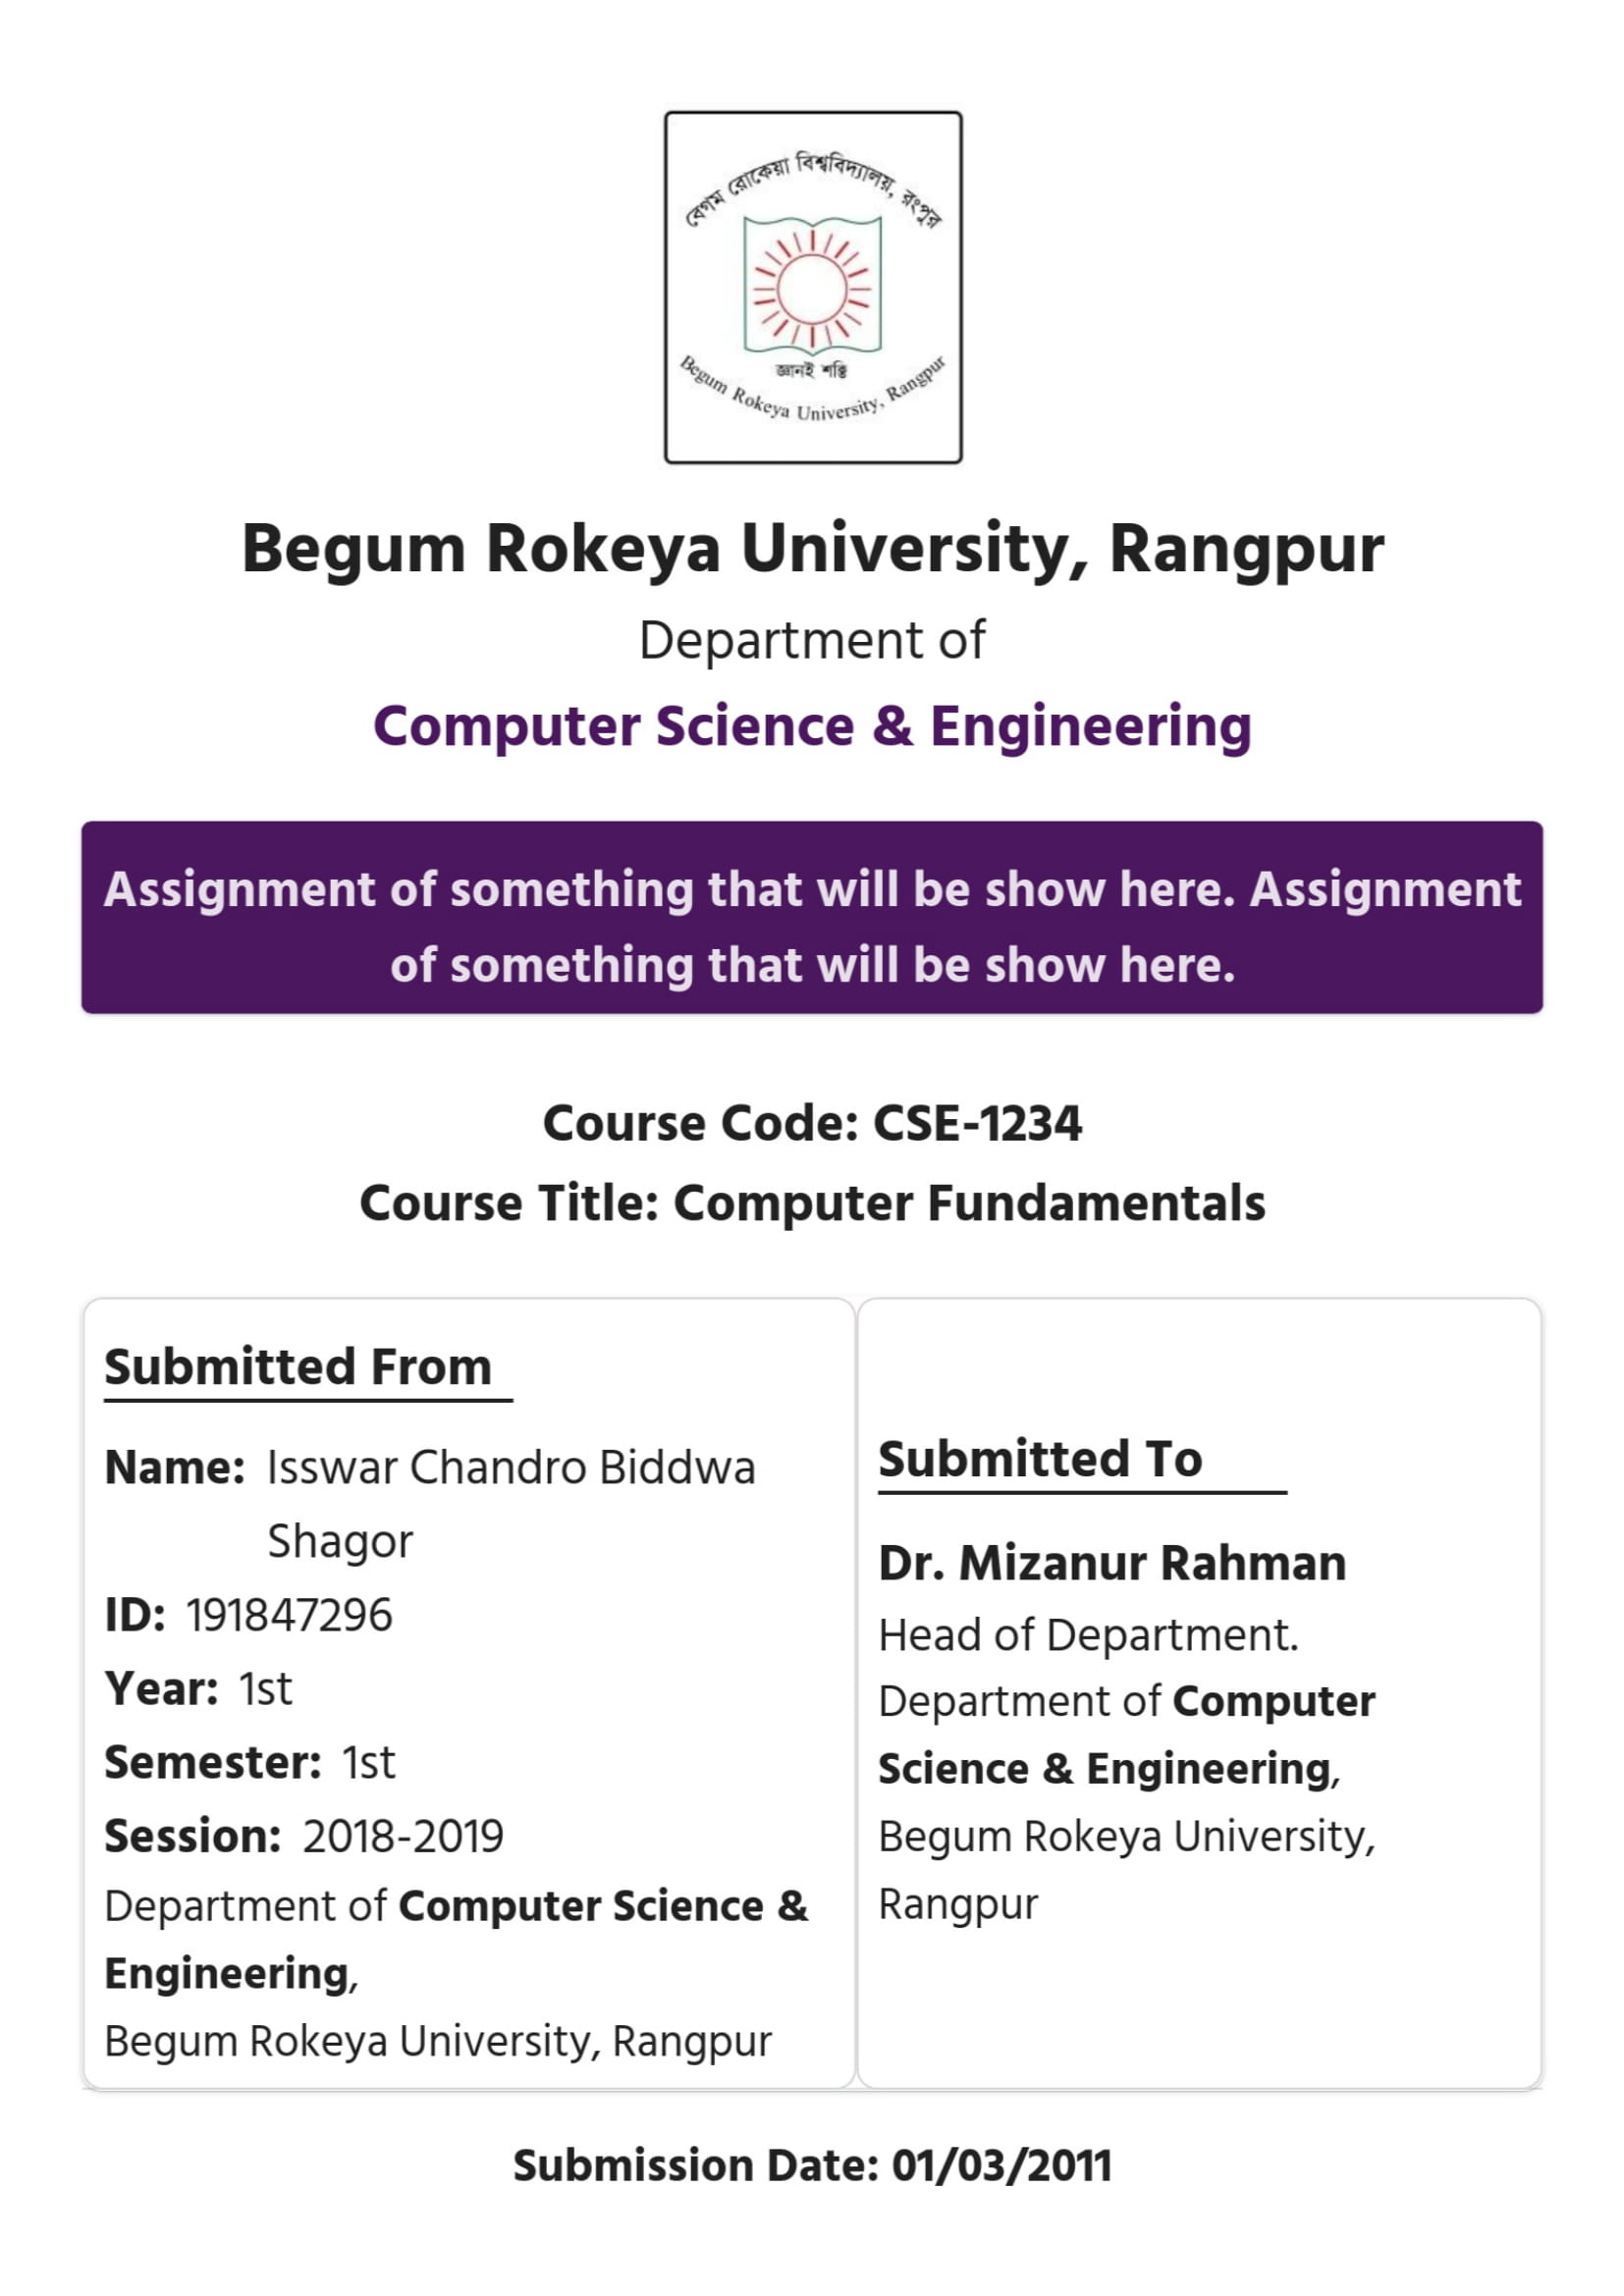 বেগম রোকেয়া বিশ্ববিদ্যালয়, রংপুর
জ্ঞানই শক্তি
Begum Rokeya University, Rangpur
Begum Rokeya University, Rangpur
Department of
Computer Science & Engineering
Assignment of something that will be show here. Assignment
of something that will be show here.
Course Code: CSE-1234
Course Title: Computer Fundamentals
Submitted From
Name: Isswar Chandro Biddwa
Shagor
ID: 191847296
Year: 1st
Semester: 1st
Session: 2018-2019
Department of Computer Science &
Engineering,
Begum Rokeya University, Rangpur
Submitted To
Dr. Mizanur Rahman
Head of Department.
Department of Computer
Science & Engineering,
Begum Rokeya University,
Rangpur
Submission Date: 01/03/2011